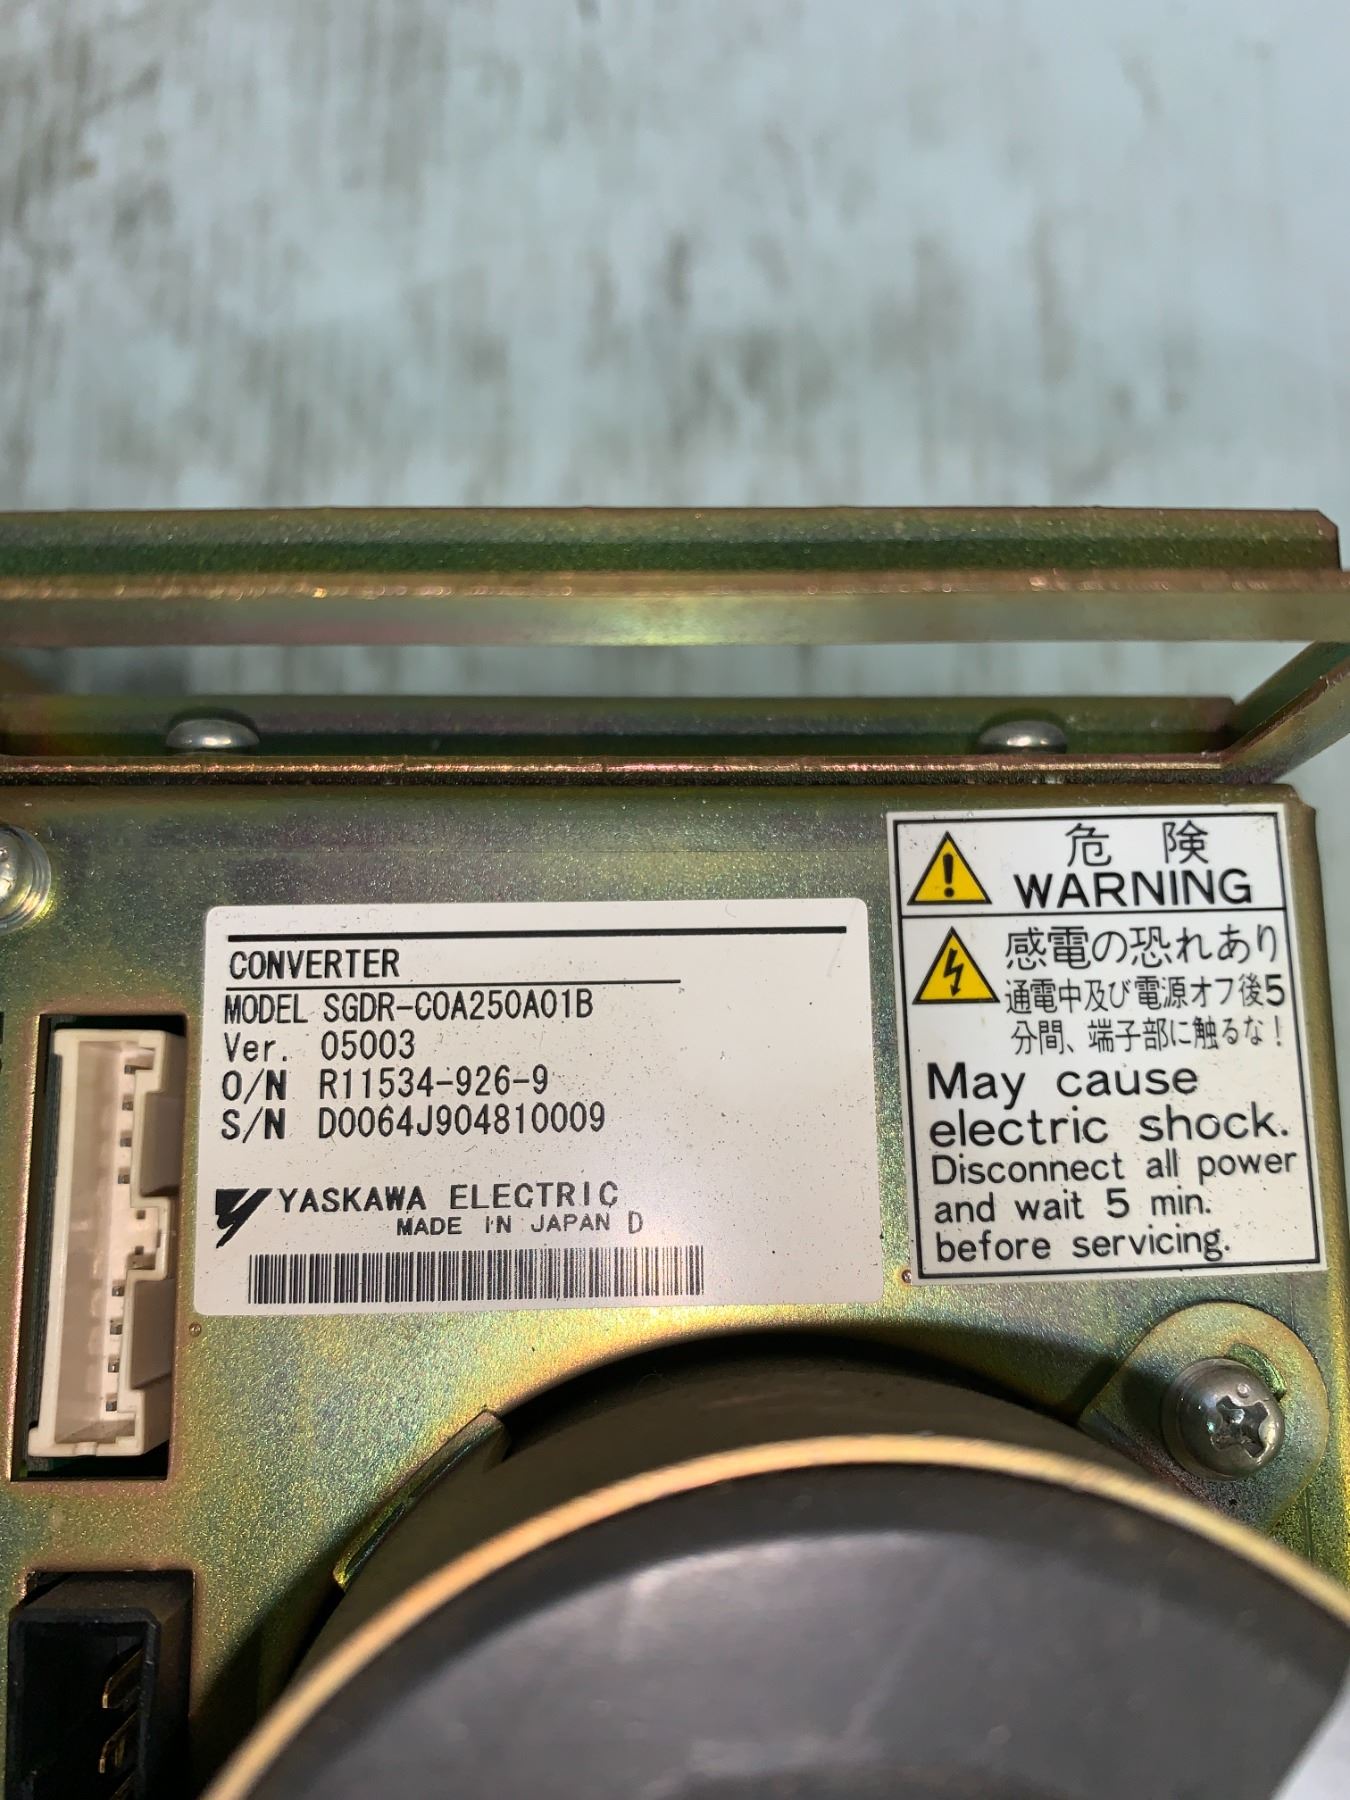 CONVERTER
MODEL SGDR-COA250A01B
Ver. 05003
O/N R11534-926-9
S/N D0064J904810009
YASKAWA ELECTRIC
MADE IN JAPAN D
危 険
WARNING
感電の恐れあり
通電中及び電源オフ後5
分間、端子部に触るな!
May cause
electric shock.
Disconnect all power
and wait 5 min.
before servicing.